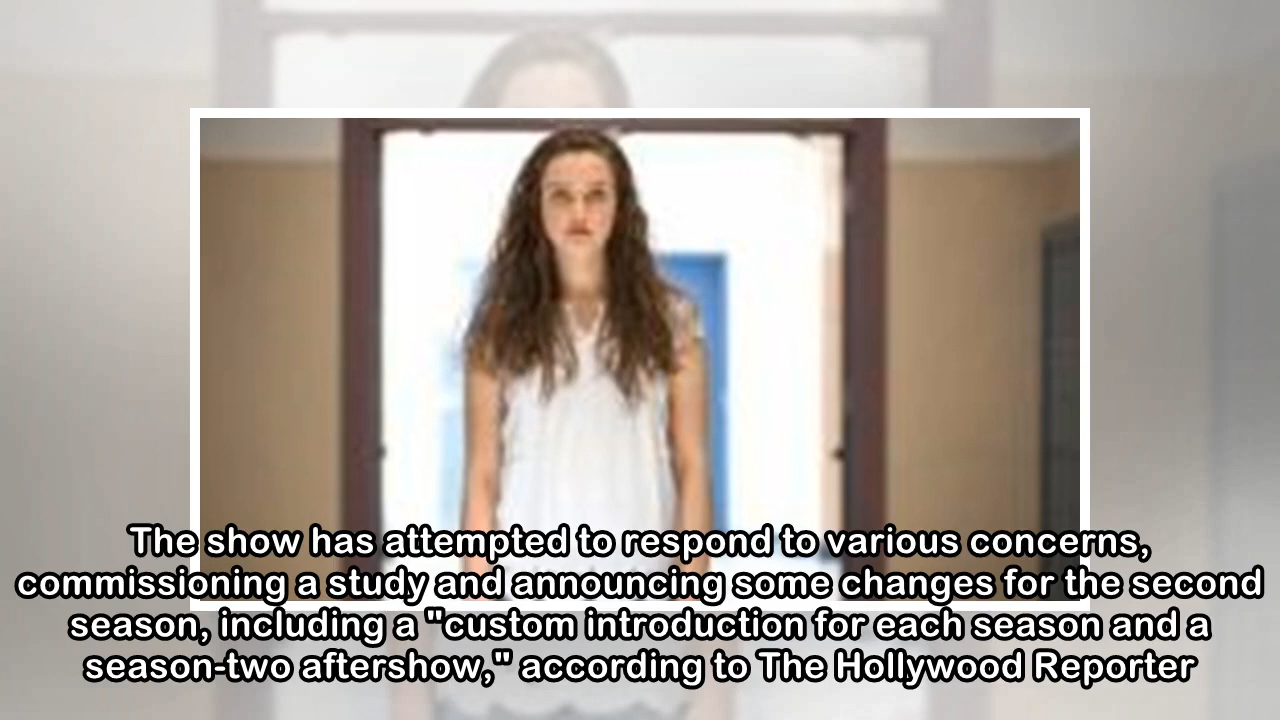 The show has attempted to respond to various concerns,
commissioning a study and announcing some changes for the second
season, including a "custom introduction for each season and a
season-two aftershow," according to The Hollywood Reporter